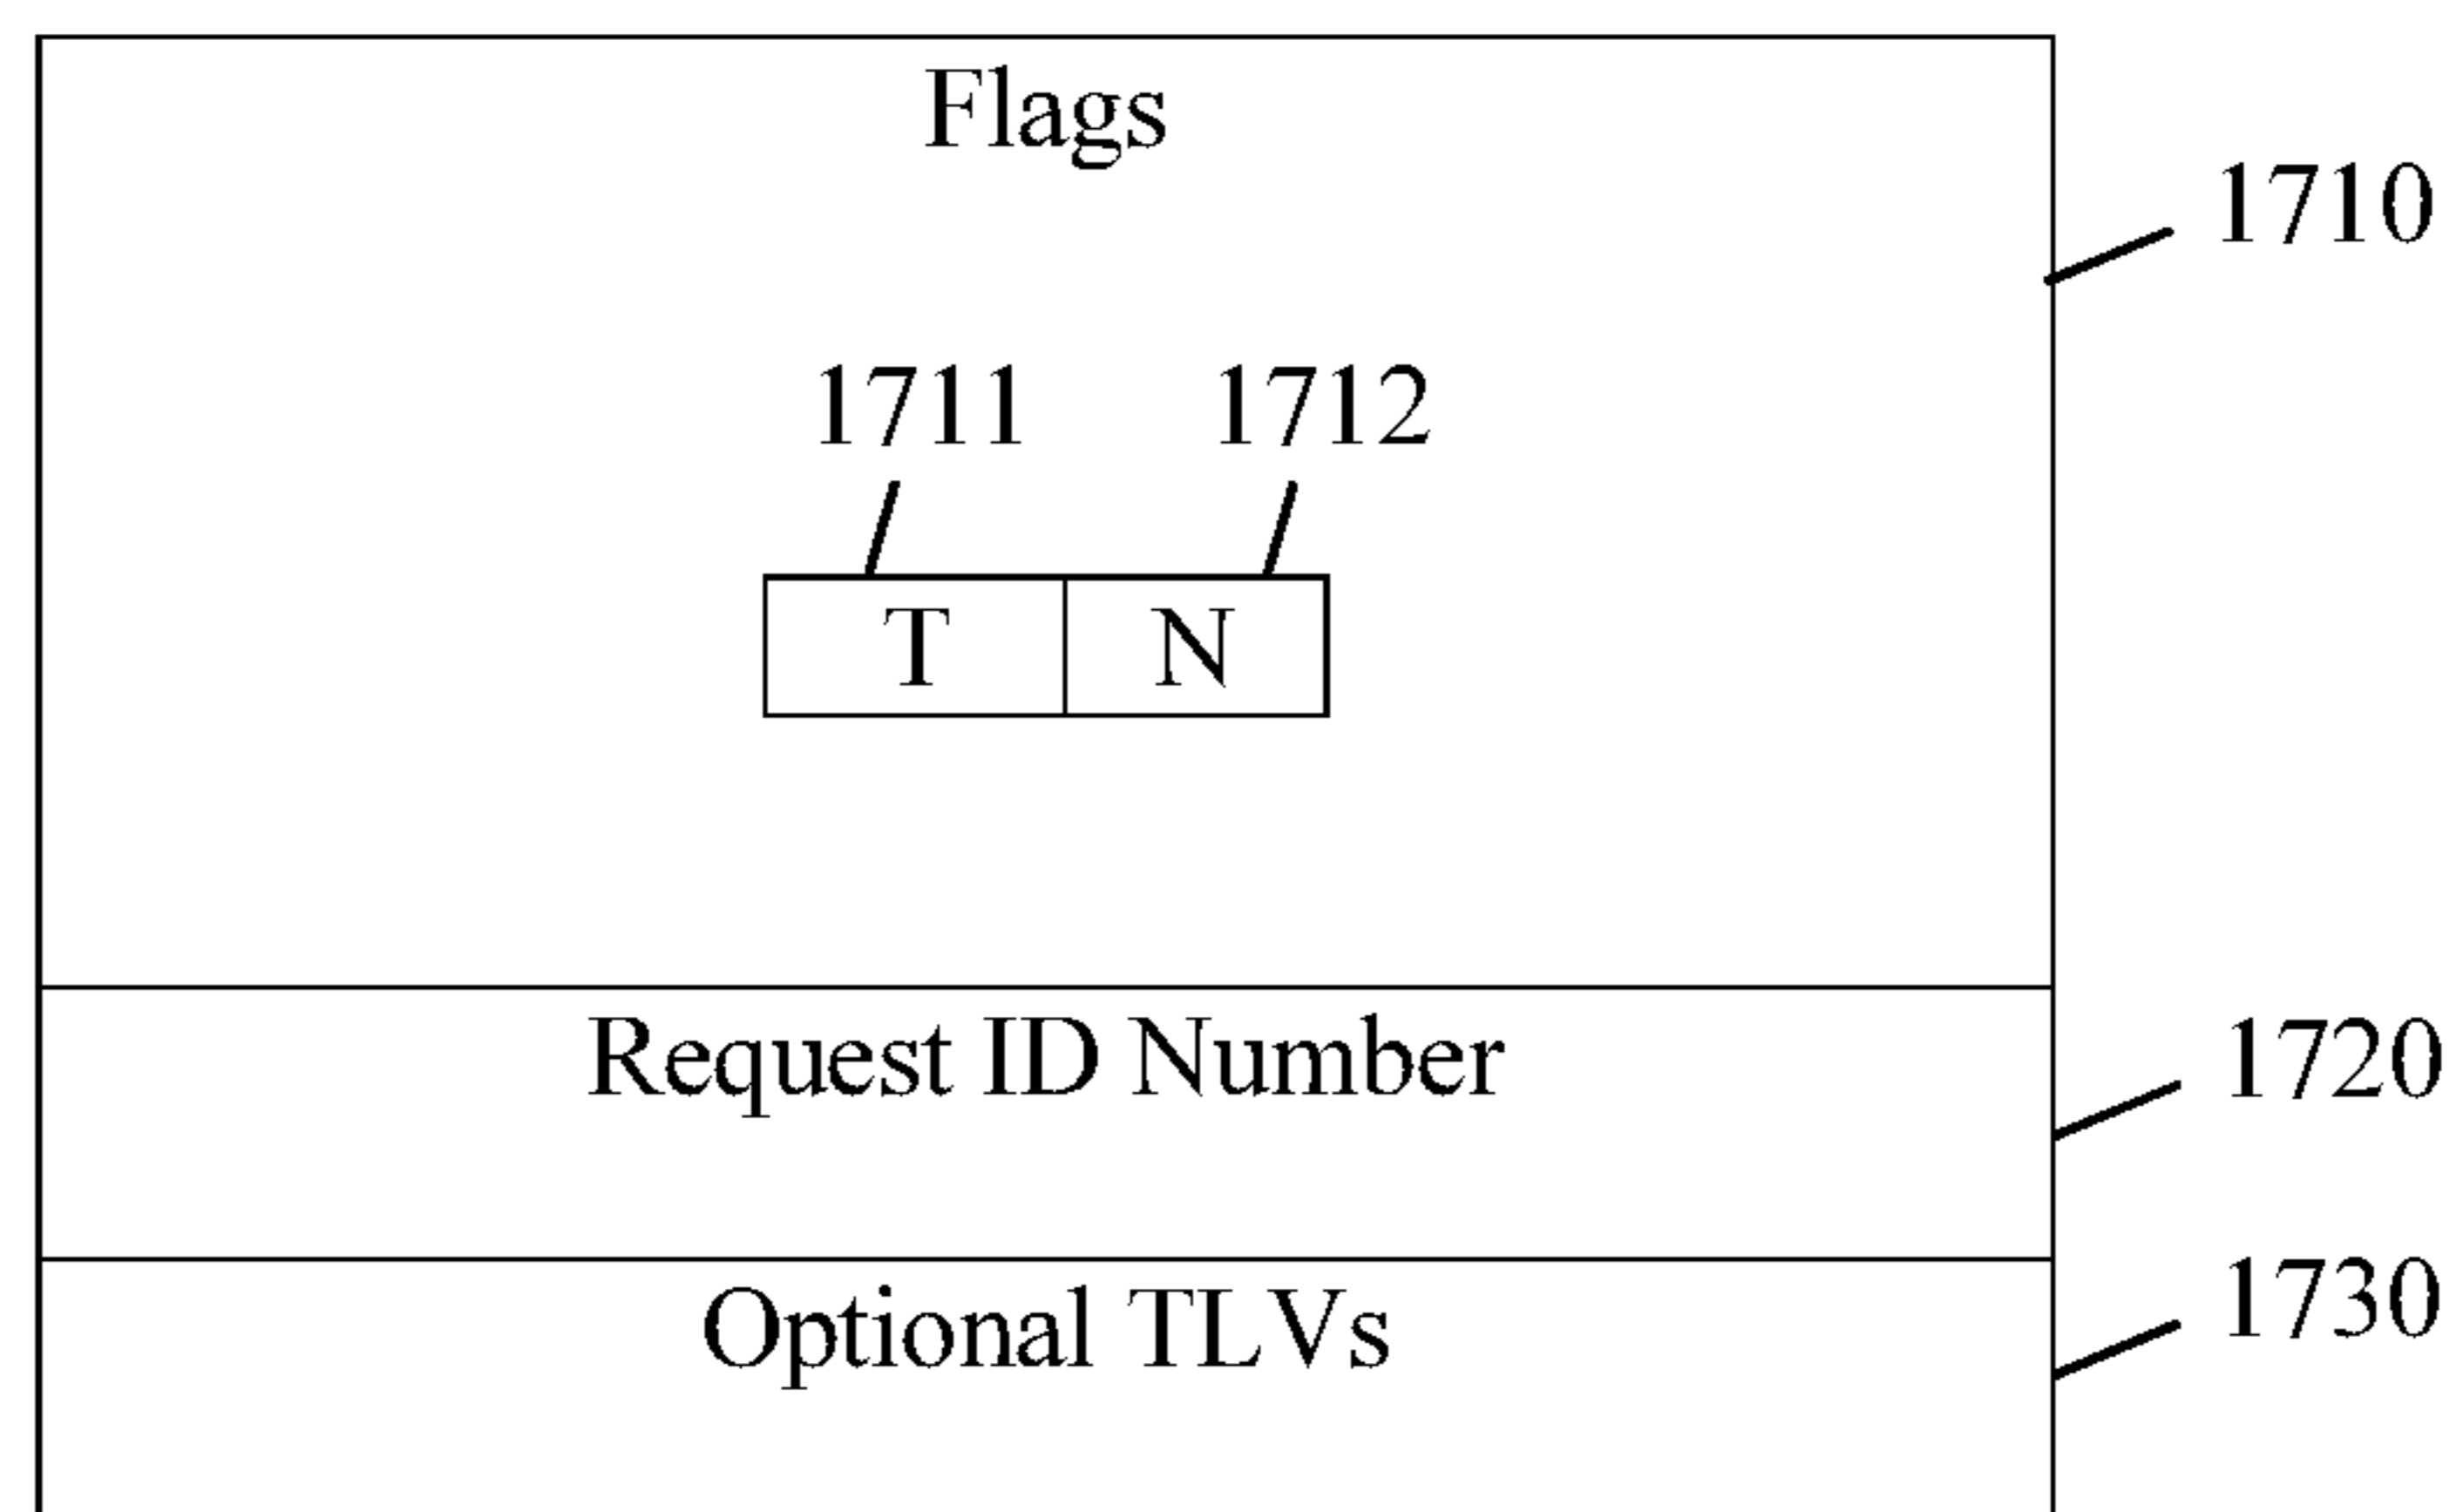 Flags
1710
1711 1712
T N
Request ID Number
1720
Optional TLVs
1730